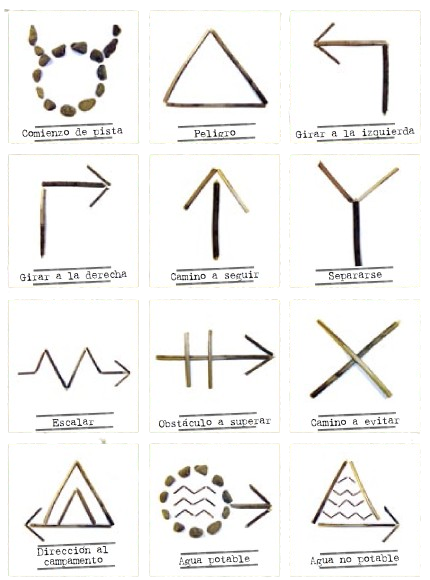 Comienzo de pista
Peligro
Girar a la izquierda
Girar a la derecha
Camino a seguir
Separarse
Escalar
Obstáculo a superar
Camino a evitar
Dirección al
campamento
Agua potable
Agua no potable